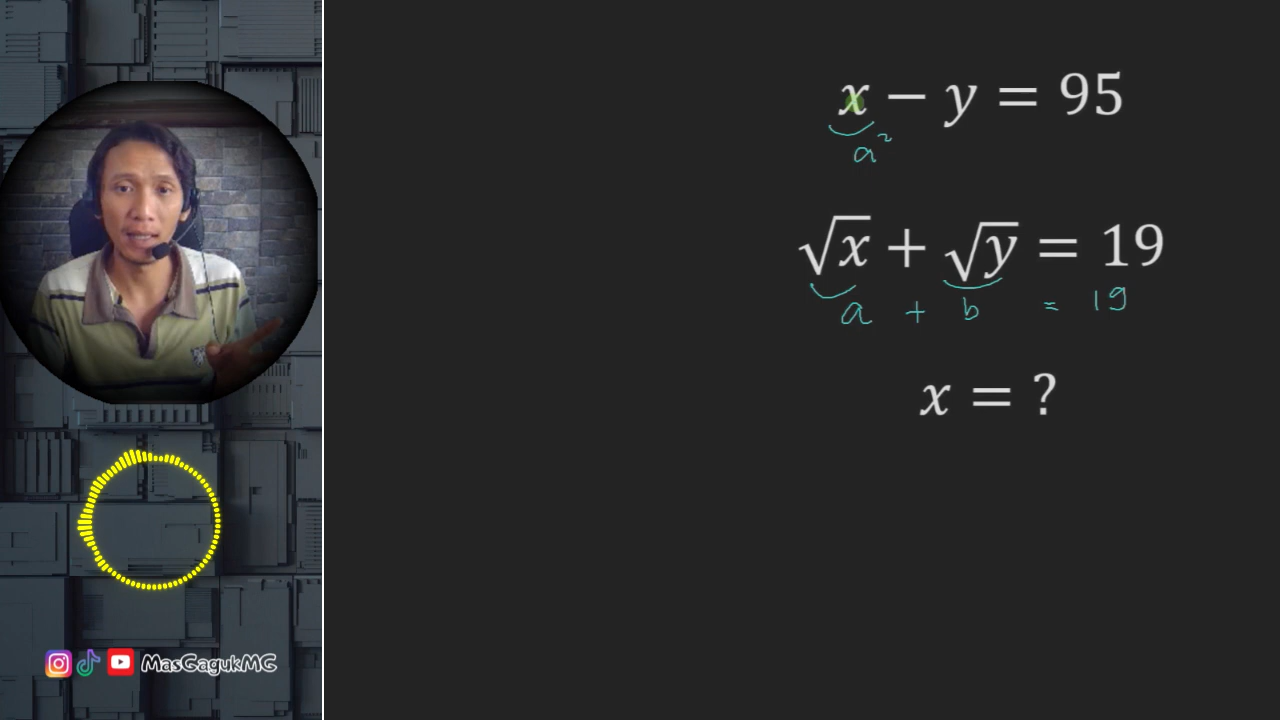 x − y = 95
a²
√x + √y = 19
a + b = 19
x = ?
MasGagukMG